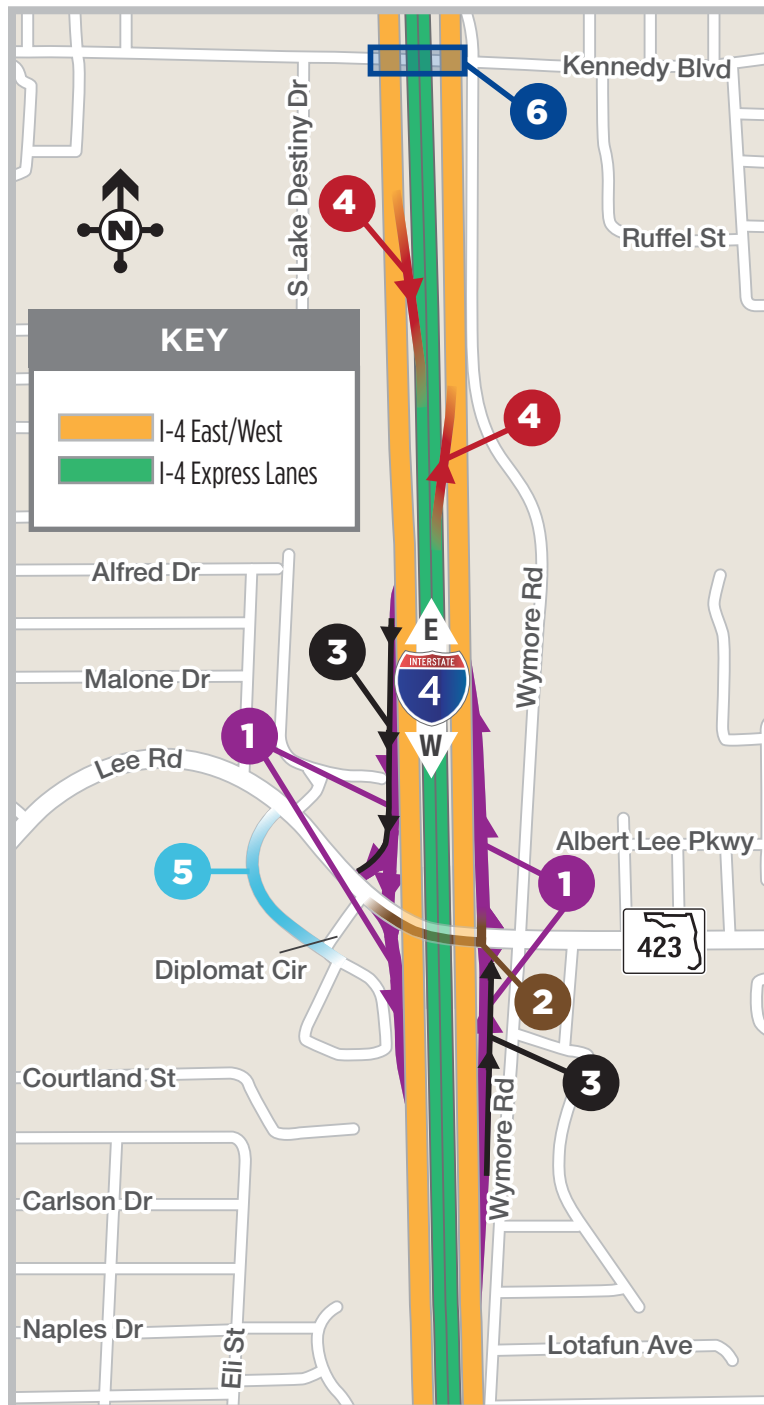 Kennedy Blvd
6
S Lake Destiny Dr
4
N
Ruffel St
KEY
I-4 East/West
I-4 Express Lanes
4
Alfred Dr
Wymore Rd
E
INTERSTATE
4
W
3
Malone Dr
1
Lee Rd
Albert Lee Pkwy
5
1
423
Diplomat Cir
2
Courtland St
3
Wymore Rd
Carlson Dr
Naples Dr
Eli St
Lotafun Ave